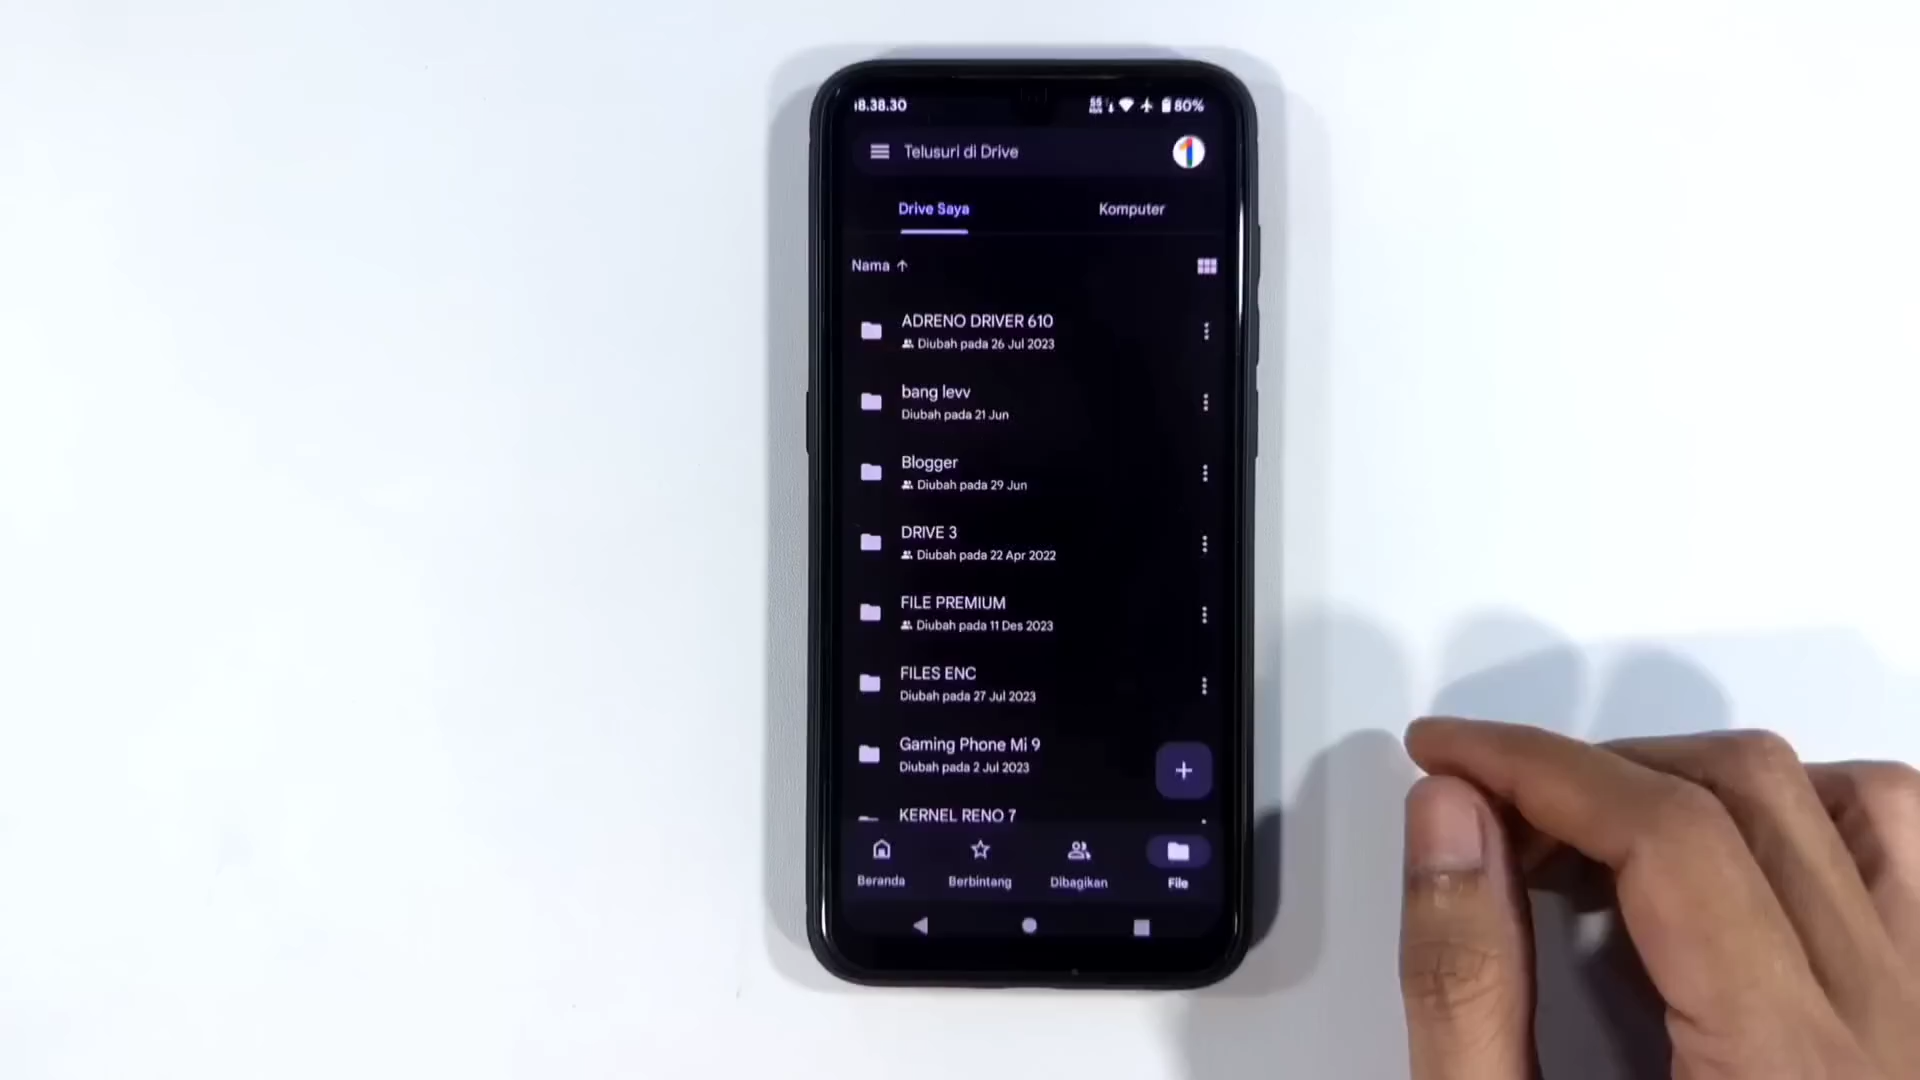 18.38.30
80%
Telusuri di Drive
Drive Saya
Komputer
Nama
ADRENO DRIVER 610
Diubah pada 26 Jul 2023
bang levv
Diubah pada 21 Jun
Blogger
Diubah pada 29 Jun
DRIVE 3
Diubah pada 22 Apr 2022
FILE PREMIUM
Diubah pada 11 Des 2023
FILES ENC
Diubah pada 27 Jul 2023
Gaming Phone Mi 9
Diubah pada 2 Jul 2023
KERNEL RENO 7
Beranda
Berbintang
Dibagikan
File